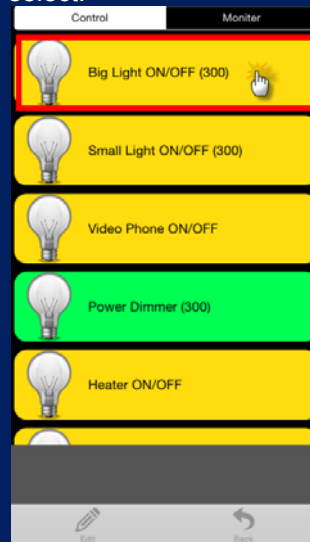 select.
Control Moniter
Big Light ON/OFF (300)
Small Light ON/OFF (300)
Video Phone ON/OFF
Power Dimmer (300)
Heater ON/OFF
Edit Back